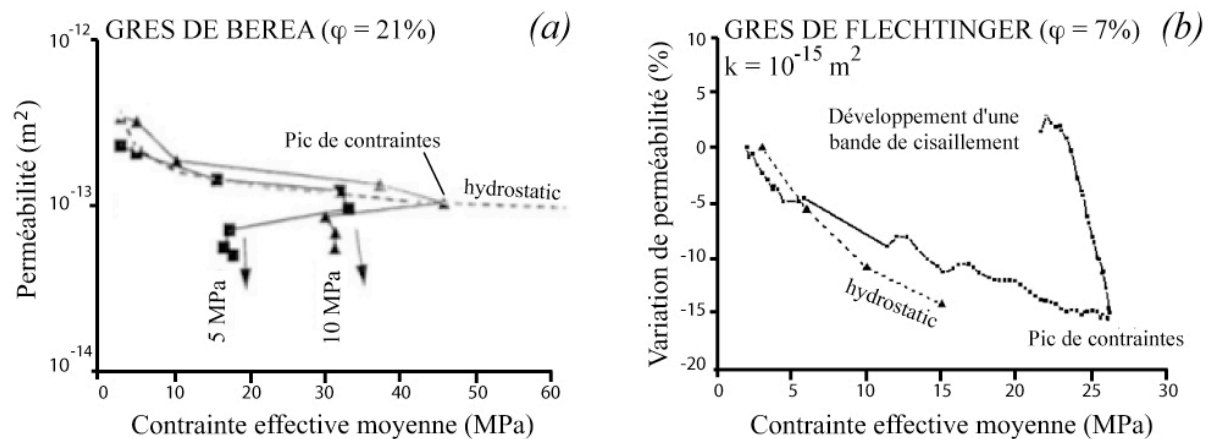 GRES DE BEREA (φ = 21%)
(a)
10^-12
10^-13
10^-14
Perméabilité (m²)
Pic de contraintes
hydrostatic
5 MPa
10 MPa
0
10
20
30
40
50
60
Contrainte effective moyenne (MPa)
GRES DE FLECHTINGER (φ = 7%)
(b)
k = 10^-15 m²
10
5
0
-5
-10
-15
-20
Variation de perméabilité (%)
Développement d'une
bande de cisaillement
hydrostatic
Pic de contraintes
0
5
10
15
20
25
30
Contrainte effective moyenne (MPa)